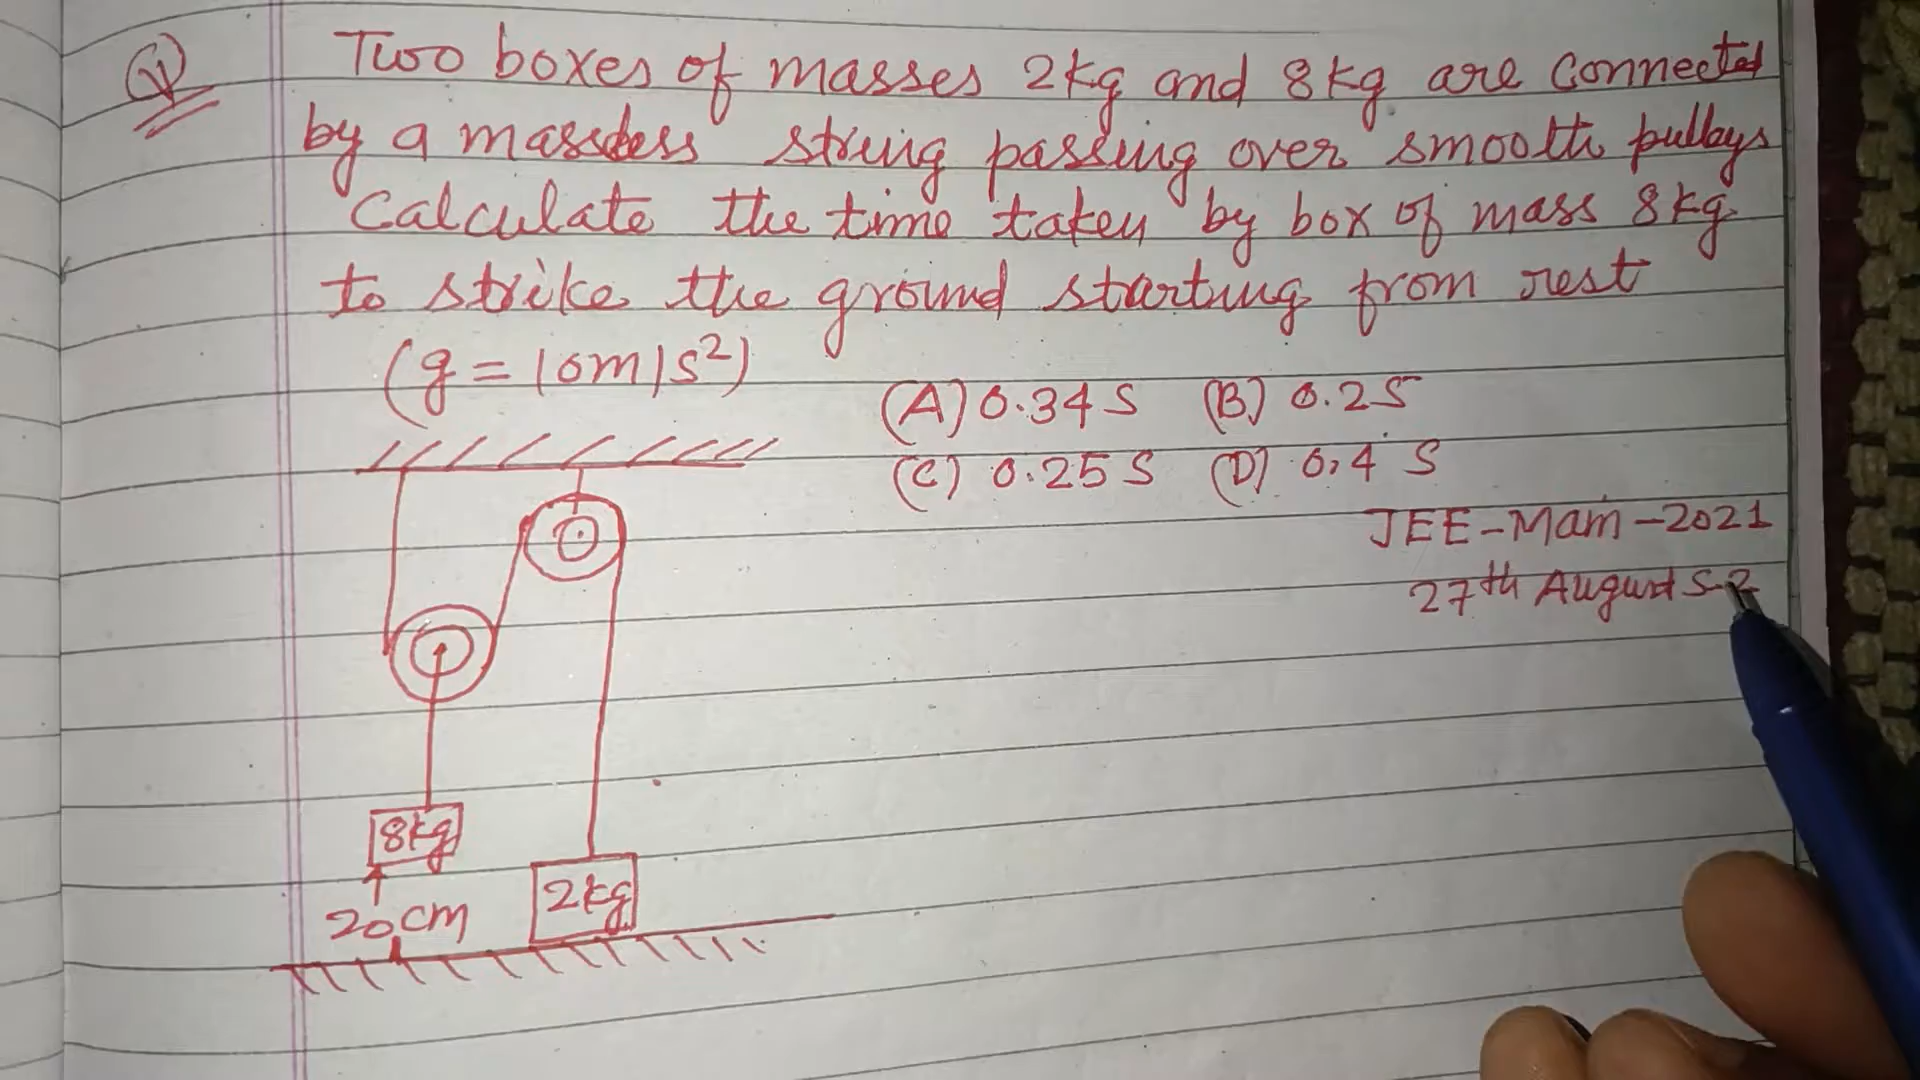 Q
Two boxes of masses 2kg and 8kg are connected
by a massless string passing over smooth pulleys
Calculate the time taken by box of mass 8kg
to strike the ground starting from rest
(g = 10m/s²)
(A) 0.34 S (B) 0.2 S
(C) 0.25 S (D) 0.4 S
JEE-Main-2021
27th August S-2
8kg
2kg
20cm